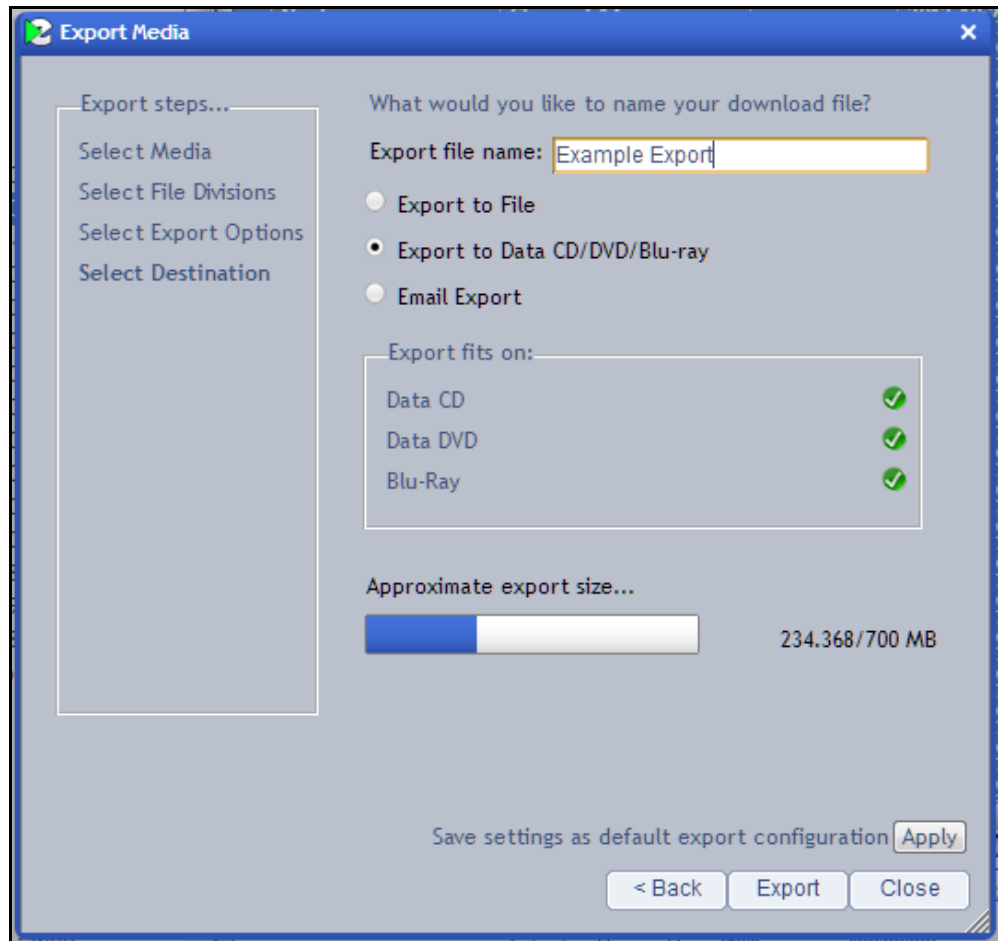 Export Media
Export steps...
Select Media
Select File Divisions
Select Export Options
Select Destination
What would you like to name your download file?
Export file name: Example Export
Export to File
Export to Data CD/DVD/Blu-ray
Email Export
Export fits on:
Data CD
Data DVD
Blu-Ray
Approximate export size...
234.368/700 MB
Save settings as default export configuration Apply
< Back Export Close